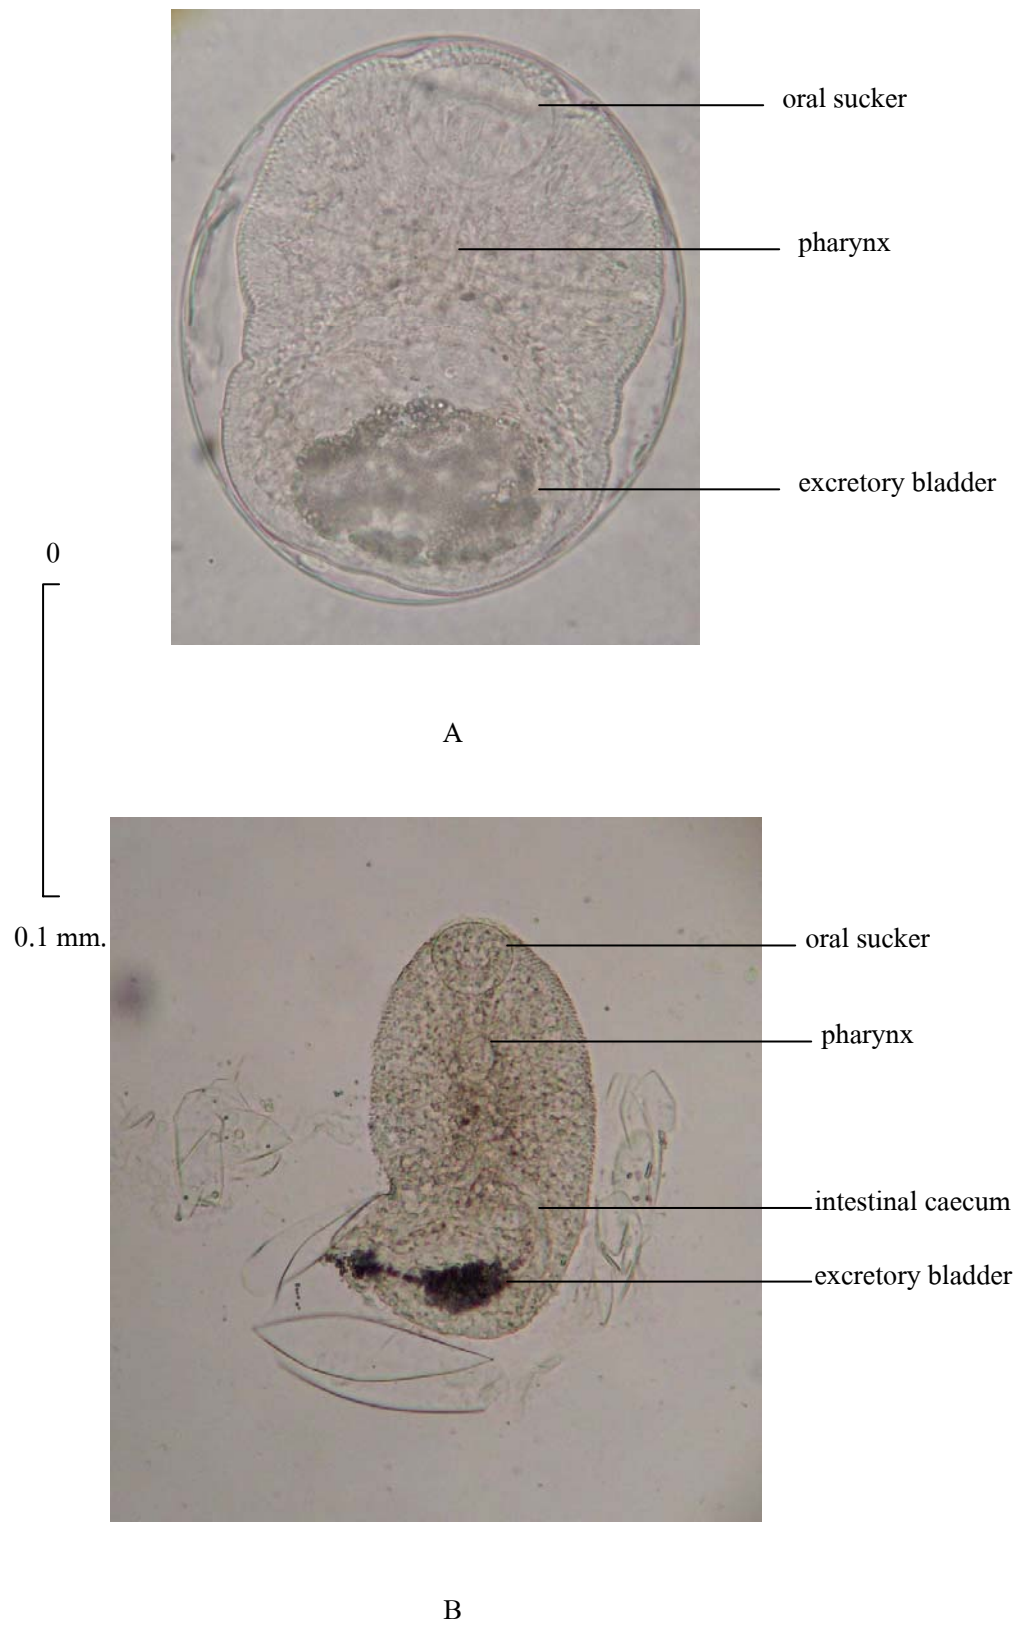 oral sucker
pharynx
excretory bladder
0
A
0.1 mm.
oral sucker
pharynx
intestinal caecum
excretory bladder
B